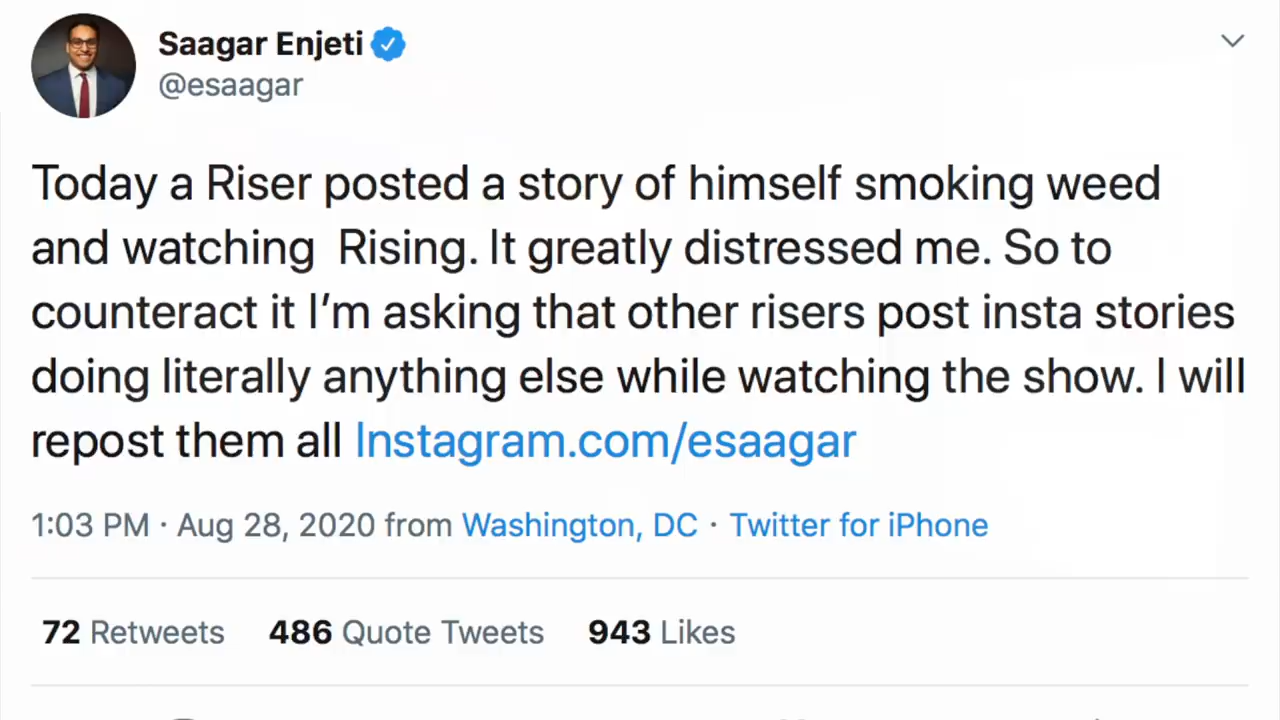 Saagar Enjeti
@esaagar
Today a Riser posted a story of himself smoking weed
and watching  Rising. It greatly distressed me. So to
counteract it I’m asking that other risers post insta stories
doing literally anything else while watching the show. I will
repost them all Instagram.com/esaagar
1:03 PM · Aug 28, 2020 from Washington, DC · Twitter for iPhone
72 Retweets 486 Quote Tweets 943 Likes